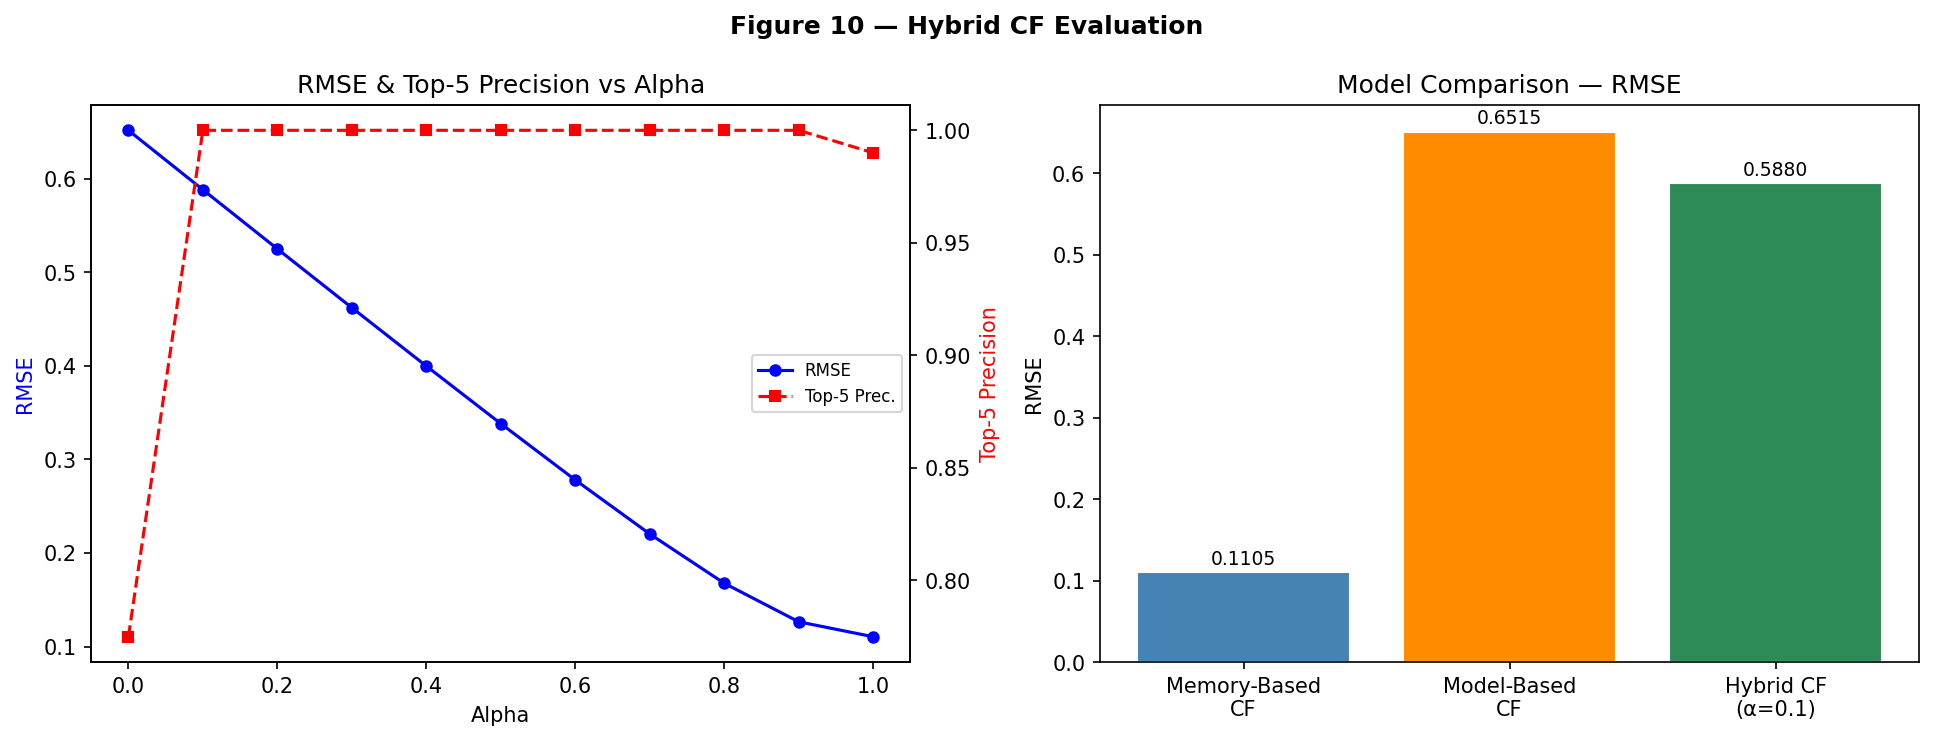 Figure 10 — Hybrid CF Evaluation
RMSE & Top-5 Precision vs Alpha
RMSE
0.6
0.5
0.4
0.3
0.2
0.1
0.0
0.2
0.4
0.6
0.8
1.0
Alpha
1.00
0.95
0.90
0.85
0.80
Top-5 Precision
RMSE
Top-5 Prec.
Model Comparison — RMSE
RMSE
0.6
0.5
0.4
0.3
0.2
0.1
0.0
0.1105
0.6515
0.5880
Memory-Based
CF
Model-Based
CF
Hybrid CF
(α=0.1)